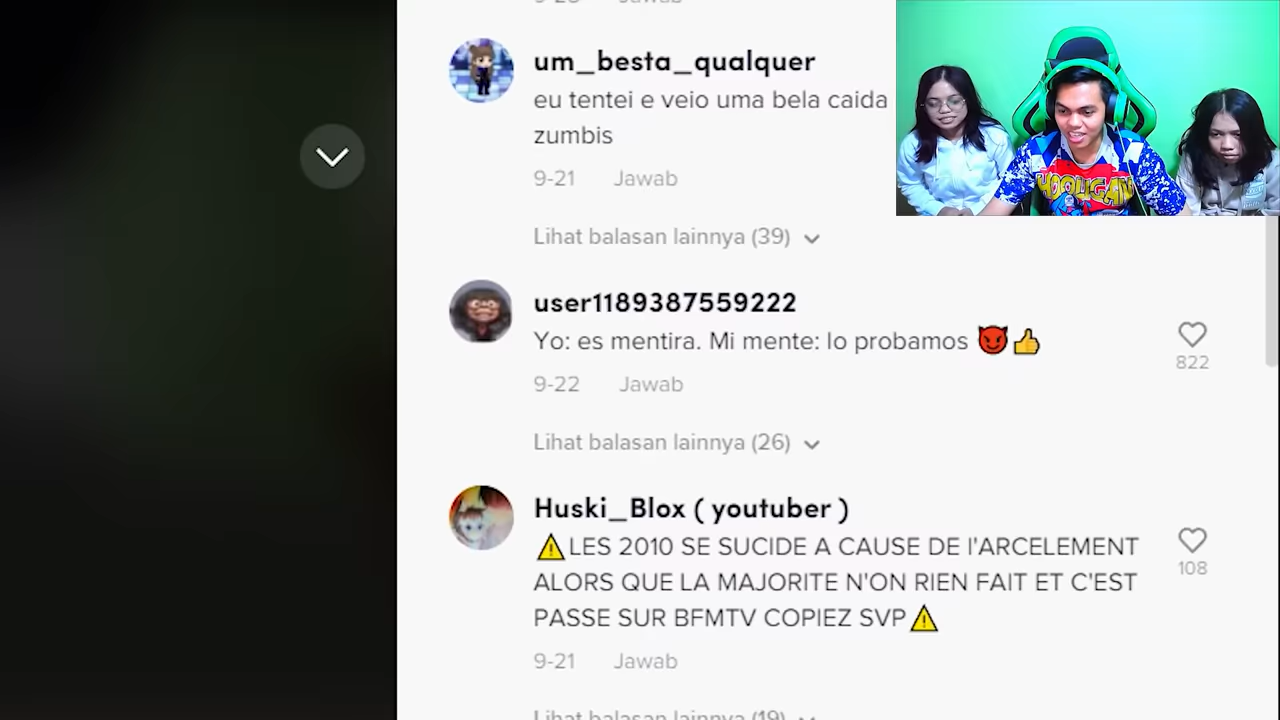 um_besta_qualquer
eu tentei e veio uma bela caida
zumbis
9-21 Jawab
Lihat balasan lainnya (39)
HOOLIGAN
user1189387559222
Yo: es mentira. Mi mente: lo probamos 😈👍
822
9-22 Jawab
Lihat balasan lainnya (26)
Huski_Blox ( youtuber )
⚠️LES 2010 SE SUCIDE A CAUSE DE l'ARCELEMENT
ALORS QUE LA MAJORITE N'ON RIEN FAIT ET C'EST
PASSE SUR BFMTV COPIEZ SVP⚠️
108
9-21 Jawab
Lihat balasan lainnya (19)